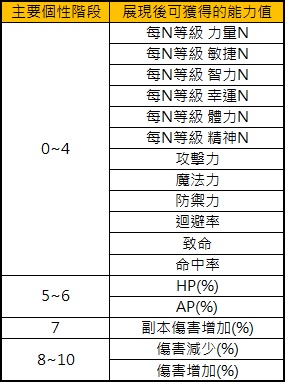 主要個性階段 展現後可獲得的能力值
0~4
每N等級 力量N
每N等級 敏捷N
每N等級 智力N
每N等級 幸運N
每N等級 體力N
每N等級 精神N
攻擊力
魔法力
防禦力
迴避率
致命
命中率
5~6
HP(%)
AP(%)
7 副本傷害增加(%)
8~10
傷害減少(%)
傷害增加(%)